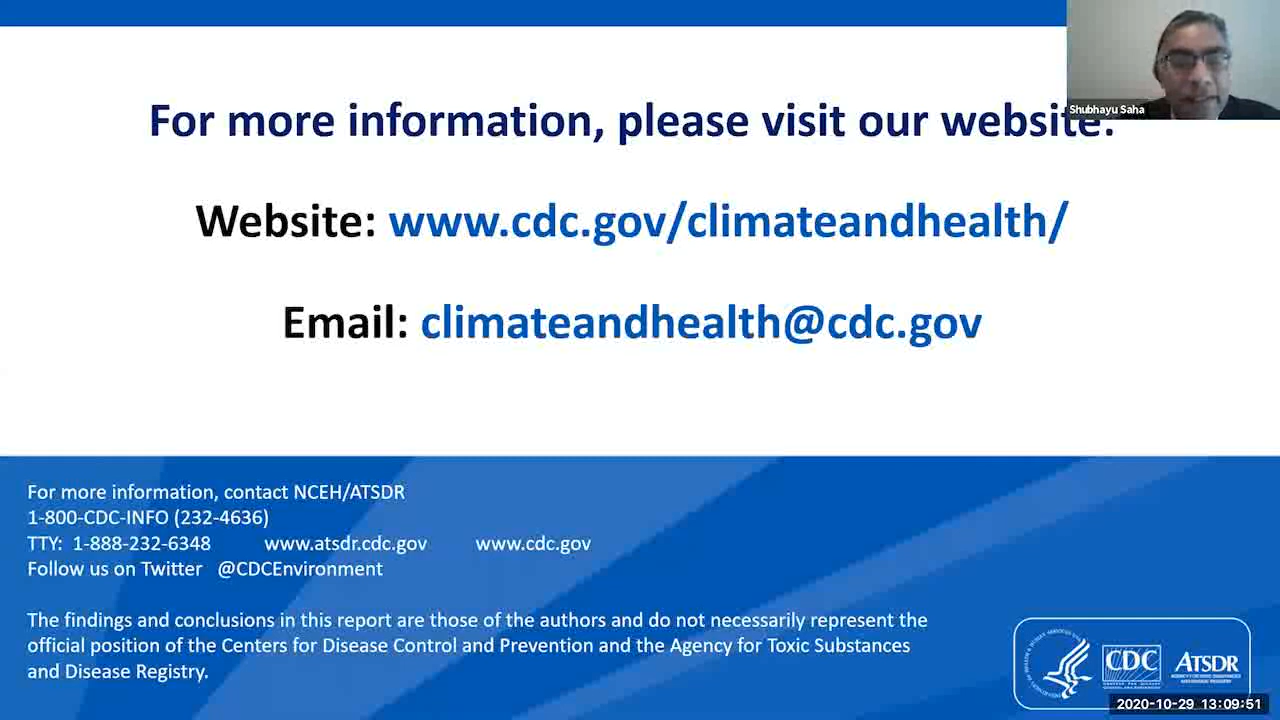 For more information, please visit our website:
Shubhayu Saha
Website: www.cdc.gov/climateandhealth/
Email: climateandhealth@cdc.gov
For more information, contact NCEH/ATSDR
1-800-CDC-INFO (232-4636)
TTY: 1-888-232-6348 www.atsdr.cdc.gov www.cdc.gov
Follow us on Twitter @CDCEnvironment
The findings and conclusions in this report are those of the authors and do not necessarily represent the
official position of the Centers for Disease Control and Prevention and the Agency for Toxic Substances
and Disease Registry.
CDC
ATSDR
2020-10-29 13:09:51